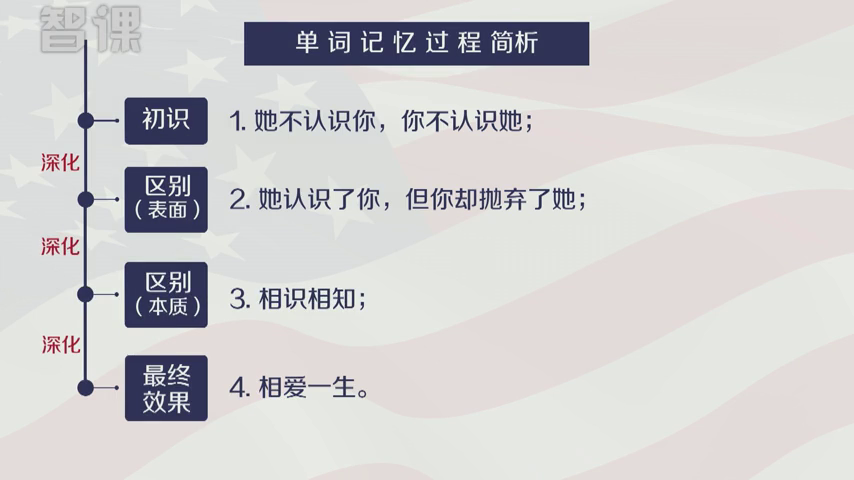 智课
单词记忆过程简析
初识
1. 她不认识你，你不认识她；
深化
区别
（表面）
2. 她认识了你，但你却抛弃了她；
深化
区别
（本质）
3. 相识相知；
深化
最终
效果
4. 相爱一生。